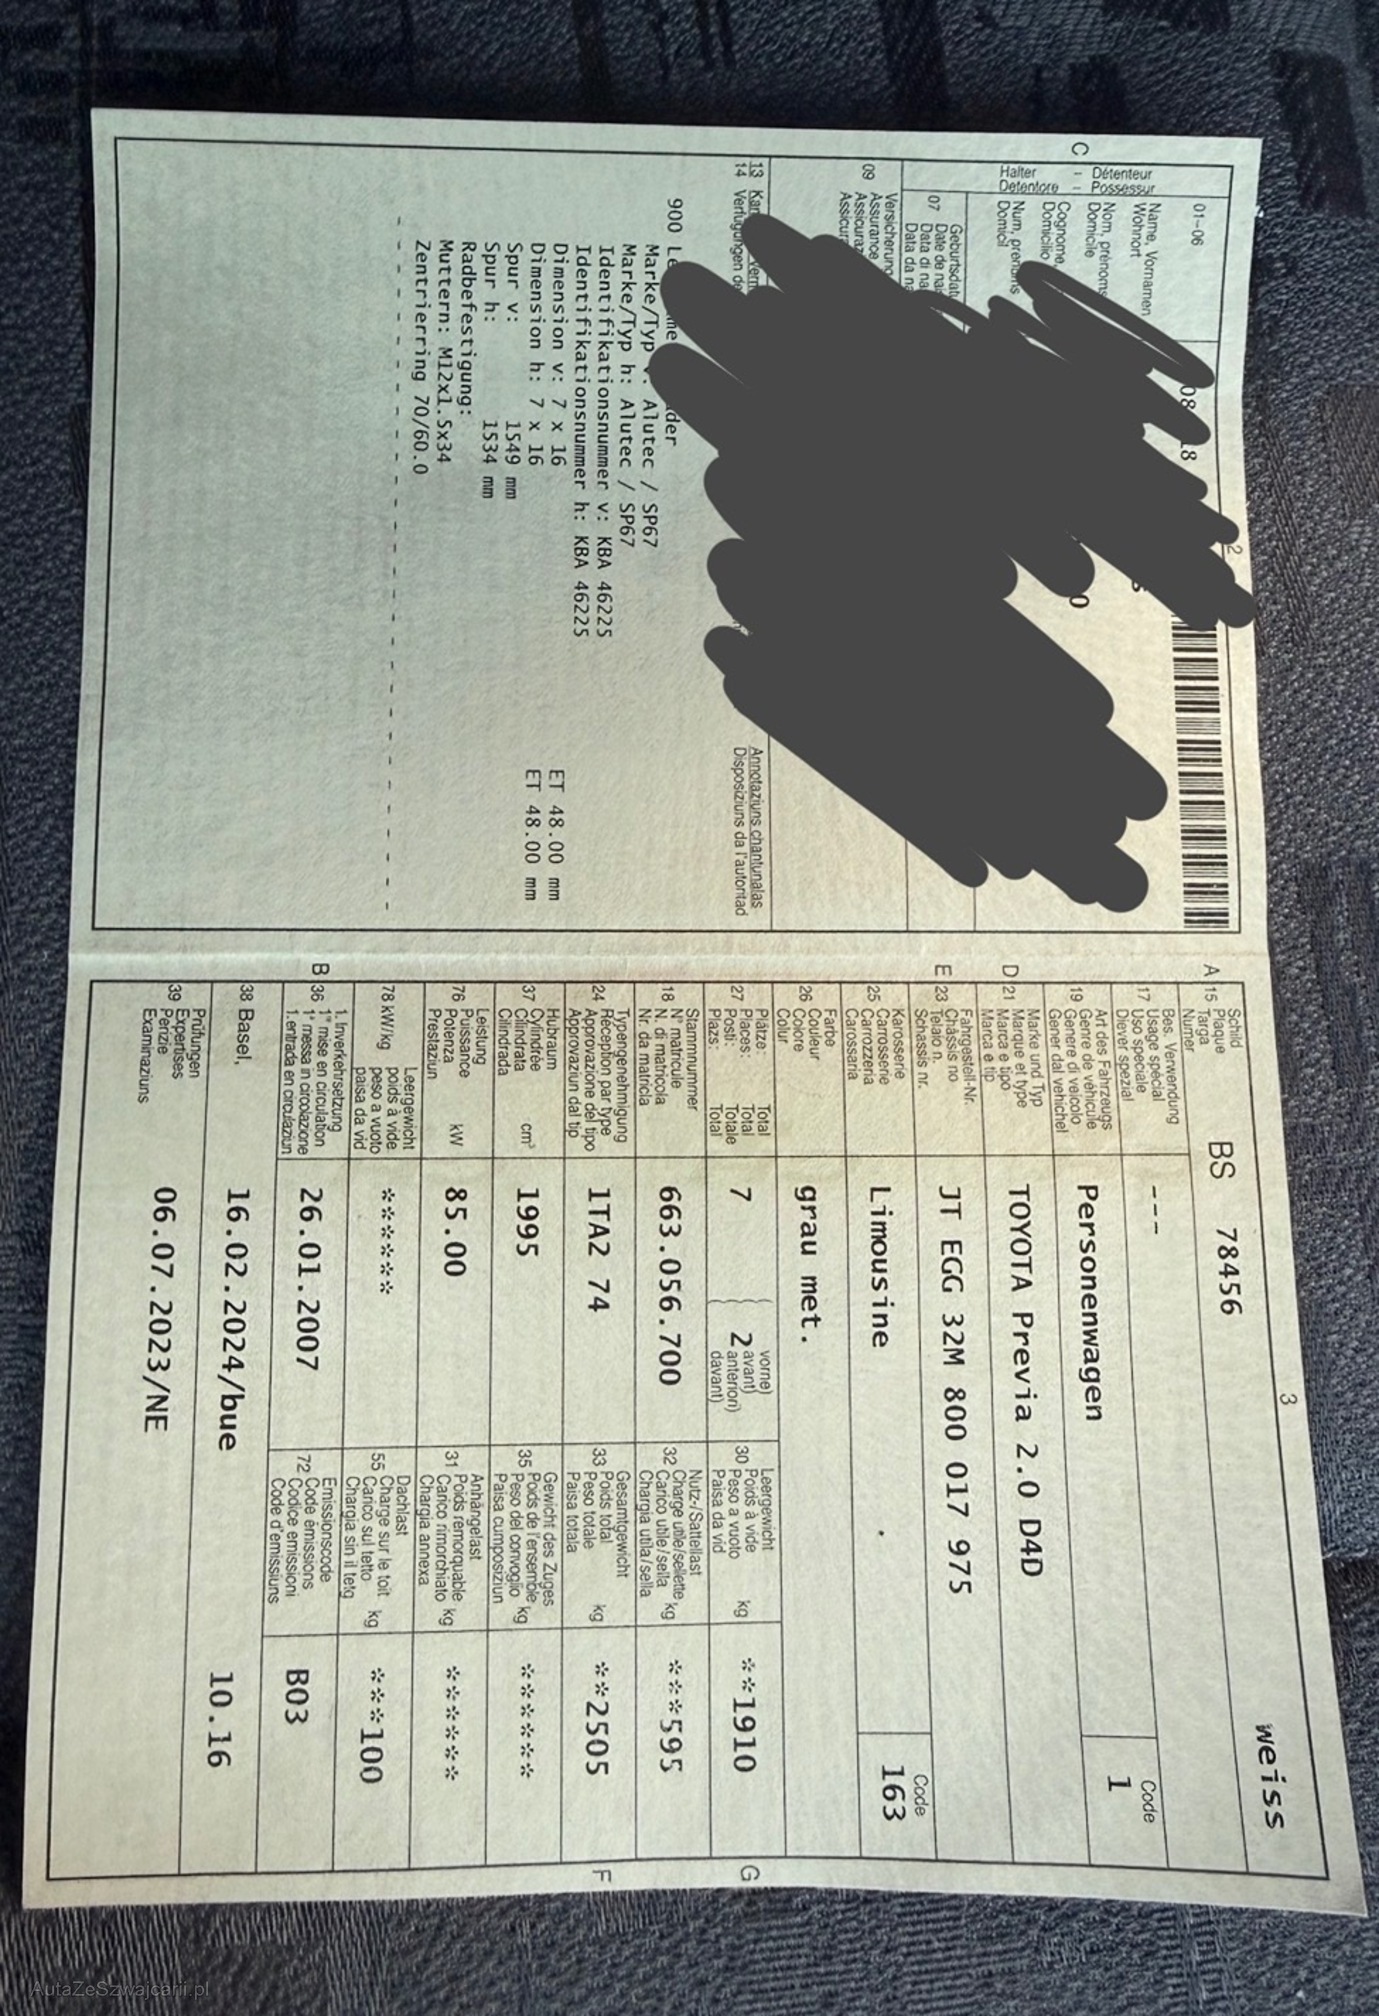 01-06
C
Halter - Détenteur
Detentore - Possessur
Name, Vornamen
Wohnort
Nom, prénoms
Domicile
Cognome,
Domicilio
Num, prenums
Domicil
08
18
2
07
Date de
Data di
Data da
09
Versicherung
Assurance
13
14 Verfügungen
Annotaziuns chantunalas
Disposiziuns da l'autoritad
900
Marke/Typ v: Alutec / SP67
Marke/Typ h: Alutec / SP67
Identifikationsnummer v: KBA 46225
Identifikationsnummer h: KBA 46225
Dimension v: 7 x 16 ET 48.00 mm
Dimension h: 7 x 16 ET 48.00 mm
Spur v: 1549 mm
Spur h: 1534 mm
Radbefestigung:
Muttern: M12x1.5x34
Zentrierring 70/60.0
3
weiss
A 15
Schild
Plaque
Targa
Numner
BS 78456
17
Bes. Verwendung
Usage spécial
Uso speciale
Diever spezial
---
19
Art des Fahrzeugs
Genre de véhicule
Genere di veicolo
Gener dal vehichel
Personenwagen
Code
1
D 21
Marke und Typ
Marque et type
Marca e tipo
Marca e tip
TOYOTA Previa 2.0 D4D
E 23
Fahrgestell-Nr.
Châssis no
Telaio n.
Schassis nr.
JT EGG 32M 800 017 975
25
Karosserie
Carrosserie
Carozzeria
Carossaria
Limousine
Code
163
26
Farbe
Couleur
Colore
Colur
grau met.
27
Plätze: Total
Places: Total
Posti: Totale
Plazs: Total
7
vorne)
2 avant)
anteriori)
davant)
30
Leergewicht
Poids à vide
Peso a vuoto
Paisa da vid
kg
**1910
G
18
Stammnummer
N° matricule
N. di matricola
Nr. da matricla
663.056.700
32
Nutz-/Sattellast
Charge utile/sellette
Carico utile/sella
Chargia utila/sella
kg
***595
24
Typengenehmigung
Réception par type
Approvazione del tipo
Approvaziun dal tip
1TA2 74
33
Gesamtgewicht
Poids total
Peso totale
Paisa totala
kg
**2505
F
37
Hubraum
Cylindrée
Cilindrata
Cilindrada
cm³
1995
35
Gewicht des Zuges
Poids de l'ensemble
Peso del convoglio
Paisa cumposiziun
kg
*****
76
Leistung
Puissance
Potenza
Prestaziun
kW
85.00
31
Anhängelast
Poids remorquable
Carico rimorchiato
Chargia annexa
kg
******
78 kW/kg
Leergewicht
poids à vide
peso a vuoto
paisa da vid
******
55
Dachlast
Charge sur le toit
Carico sul tetto
Chargia sin il tetg
kg
***100
B 36
1. Inverkehrsetzung
1re mise en circulation
1a messa in circolazione
1. entrada en circulaziun
26.01.2007
72
Emissionscode
Code émissions
Codice emissioni
Code d'emissiuns
B03
38 Basel,
16.02.2024/bue
10.16
39
Prüfungen
Expertises
Perizie
Examinaziuns
06.07.2023/NE
AutaZeSzwajcarii.pl